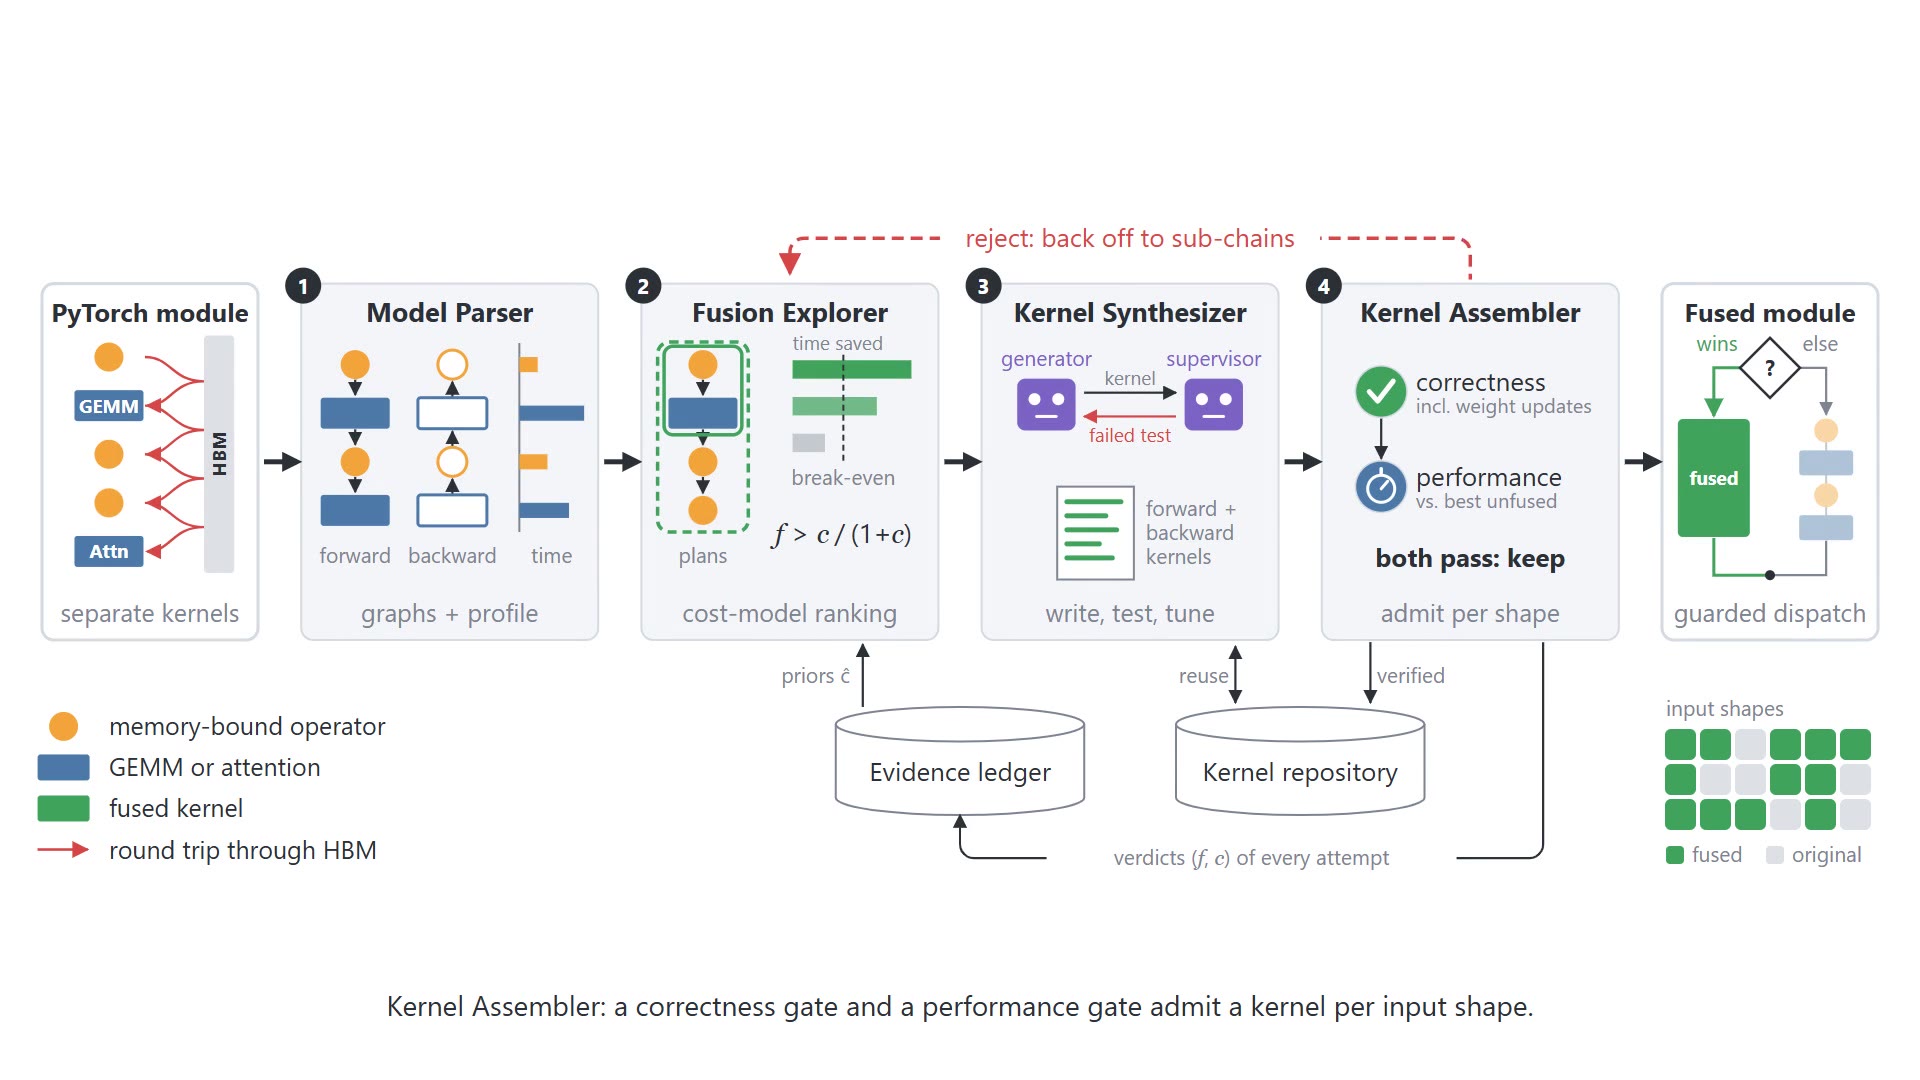 reject: back off to sub-chains
PyTorch module
GEMM
Attn
HBM
separate kernels
1
Model Parser
forward
backward
time
graphs + profile
2
Fusion Explorer
time saved
break-even
f > c / (1+c)
plans
cost-model ranking
3
Kernel Synthesizer
generator
supervisor
kernel
failed test
forward +
backward
kernels
write, test, tune
4
Kernel Assembler
correctness
incl. weight updates
performance
vs. best unfused
both pass: keep
admit per shape
Fused module
wins
?
else
fused
guarded dispatch
priors ĉ
reuse
verified
Evidence ledger
Kernel repository
verdicts (f, c) of every attempt
memory-bound operator
GEMM or attention
fused kernel
round trip through HBM
input shapes
fused
original
Kernel Assembler: a correctness gate and a performance gate admit a kernel per input shape.